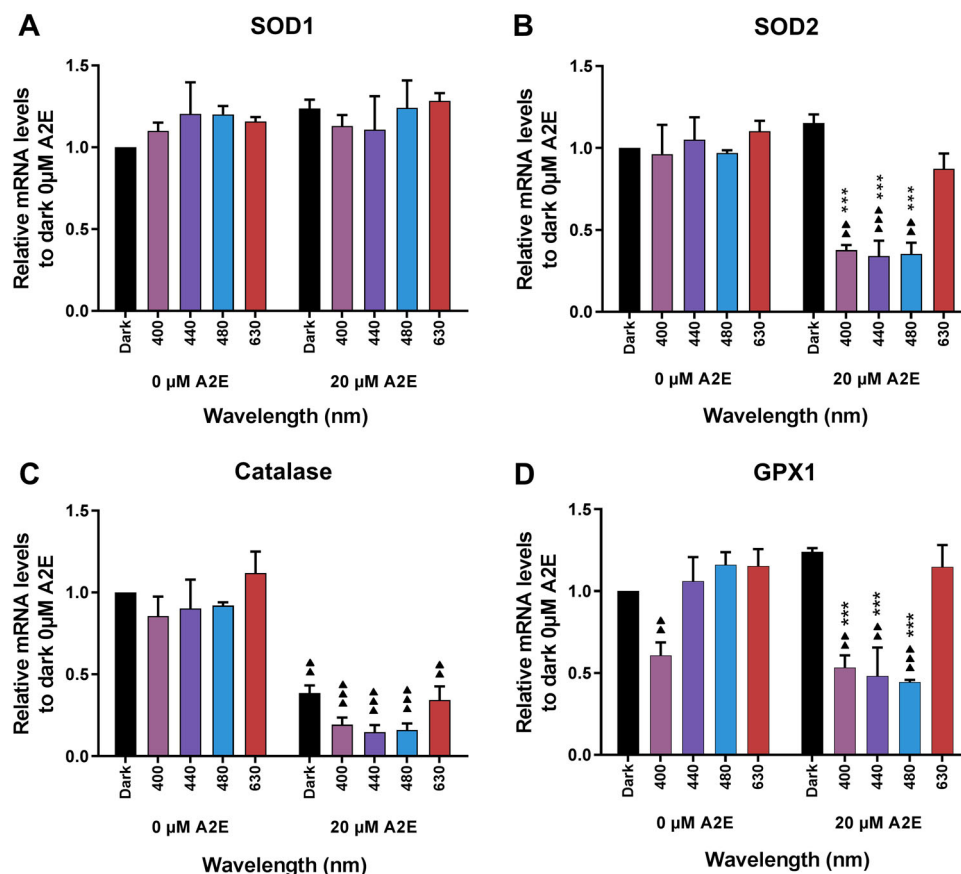 A
SOD1
Relative mRNA levels
to dark 0µM A2E
1.5
1.0
0.5
0.0
Dark
400
440
480
630
Dark
400
440
480
630
0 µM A2E
20 µM A2E
Wavelength (nm)
B
SOD2
Relative mRNA levels
to dark 0µM A2E
1.5
1.0
0.5
0.0
▲▲ ***
▲▲▲ ***
▲▲ ***
Dark
400
440
480
630
Dark
400
440
480
630
0 µM A2E
20 µM A2E
Wavelength (nm)
C
Catalase
Relative mRNA levels
to dark 0µM A2E
1.5
1.0
0.5
0.0
▲▲
▲▲▲
▲▲▲
▲▲▲
▲▲
Dark
400
440
480
630
Dark
400
440
480
630
0 µM A2E
20 µM A2E
Wavelength (nm)
D
GPX1
Relative mRNA levels
to dark 0µM A2E
1.5
1.0
0.5
0.0
▲▲
▲▲ ***
▲▲ ***
▲▲▲ ***
Dark
400
440
480
630
Dark
400
440
480
630
0 µM A2E
20 µM A2E
Wavelength (nm)